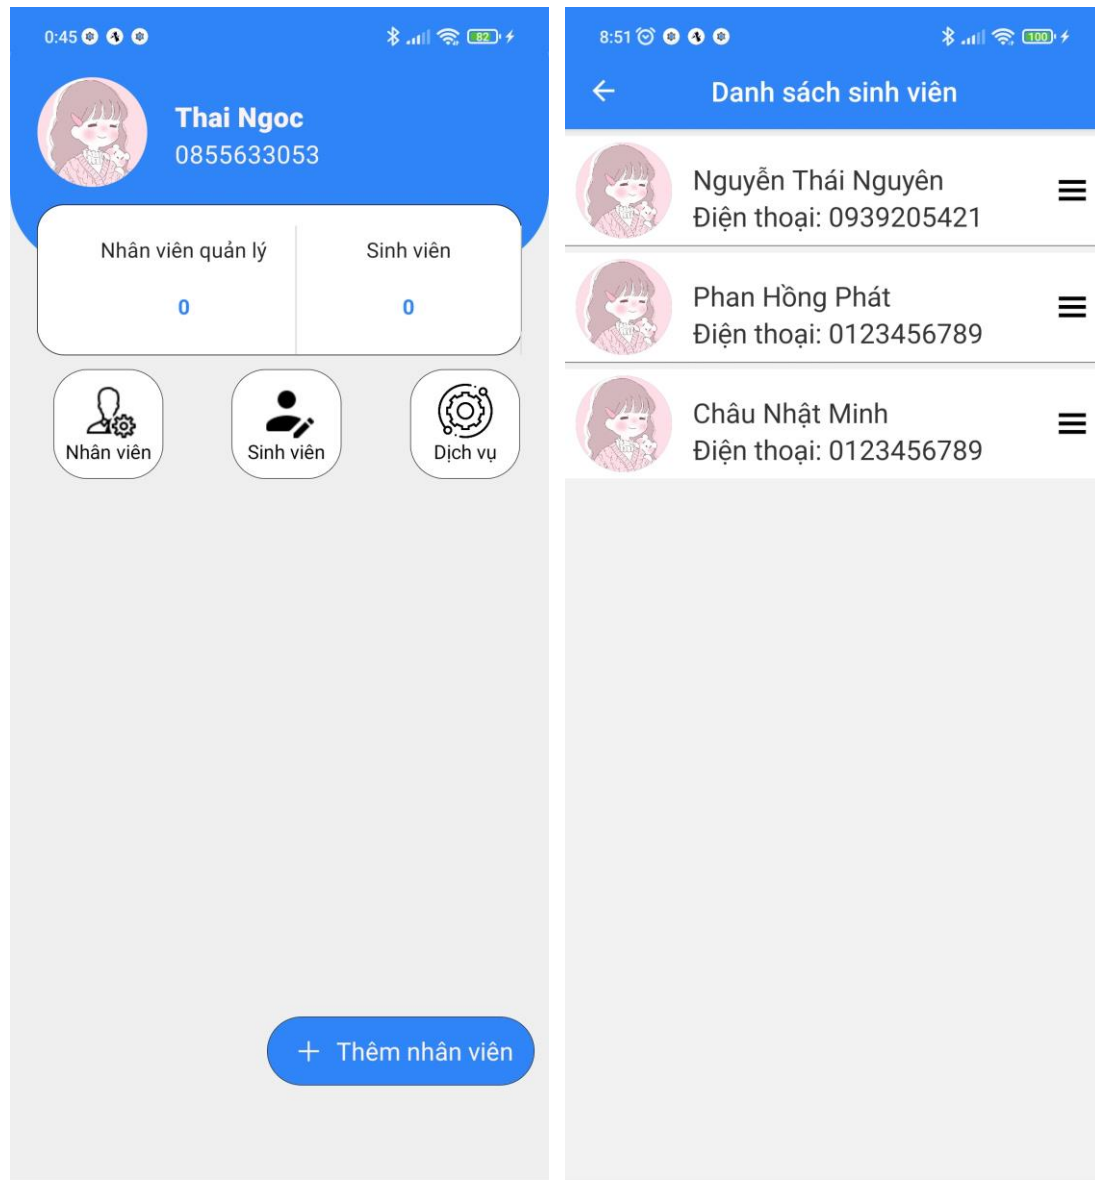 0:45
82
Thai Ngoc
0855633053
Nhân viên quản lý
Sinh viên
0
0
Nhân viên
Sinh viên
Dịch vụ
+ Thêm nhân viên
8:51
100
Danh sách sinh viên
Nguyễn Thái Nguyên
Điện thoại: 0939205421
Phan Hồng Phát
Điện thoại: 0123456789
Châu Nhật Minh
Điện thoại: 0123456789